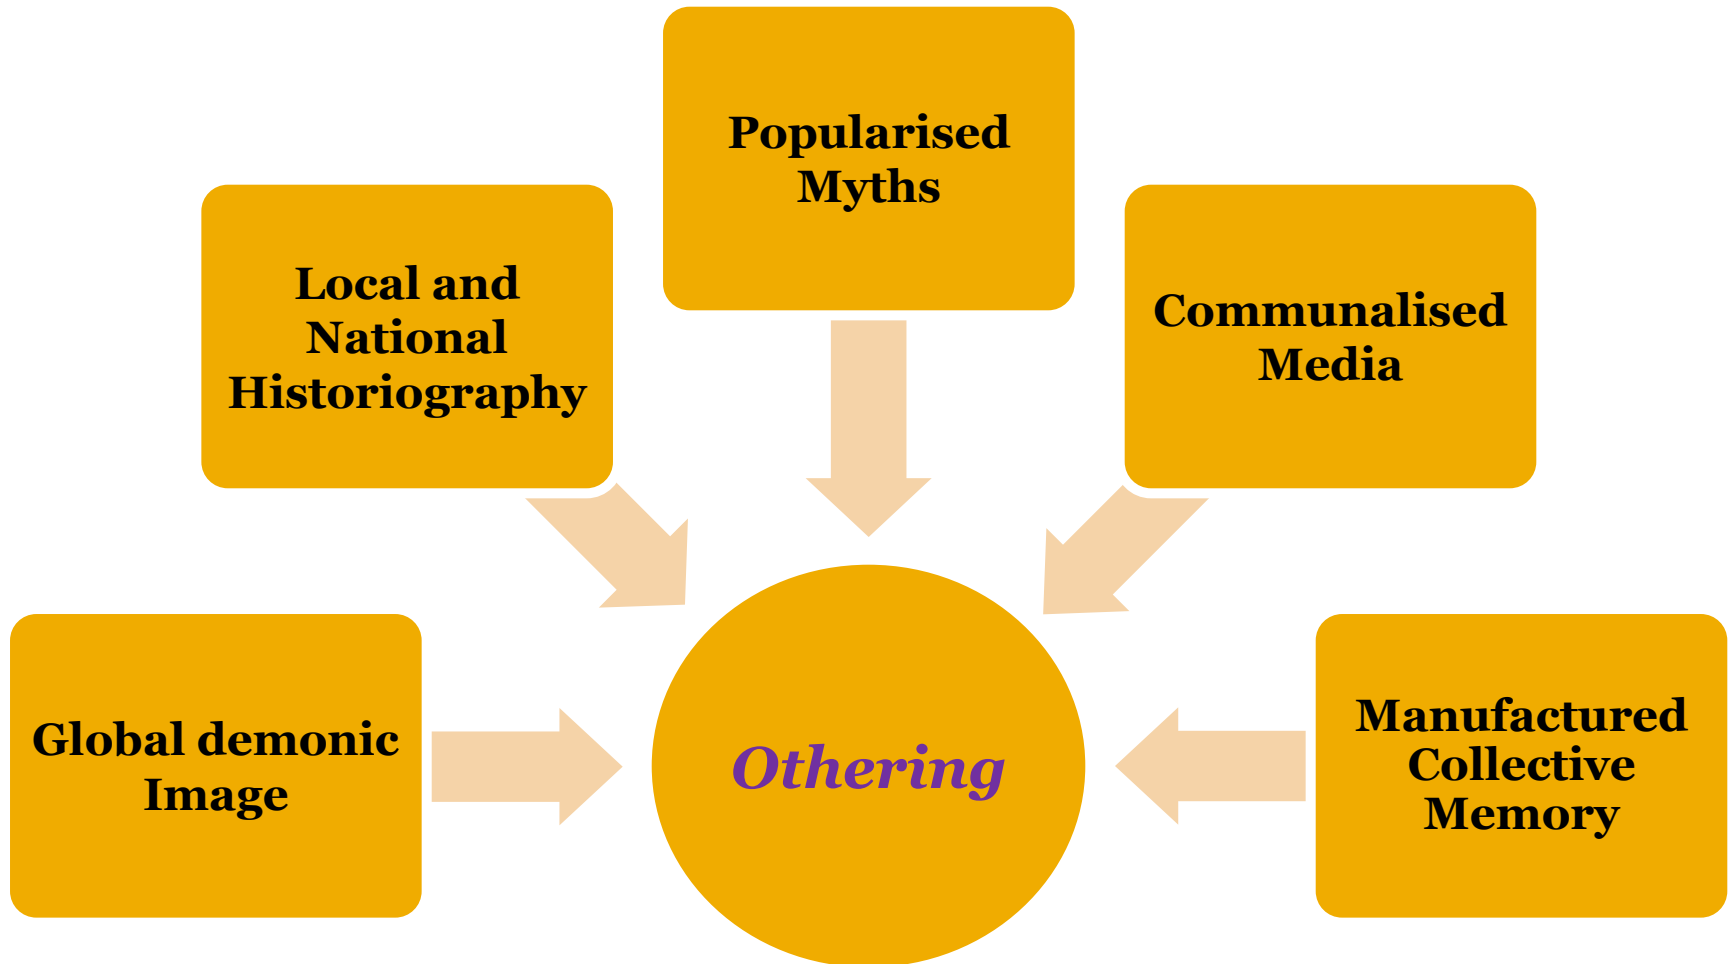 Popularised
Myths
Local and
National
Historiography
Communalised
Media
Global demonic
Image
Othering
Manufactured
Collective
Memory